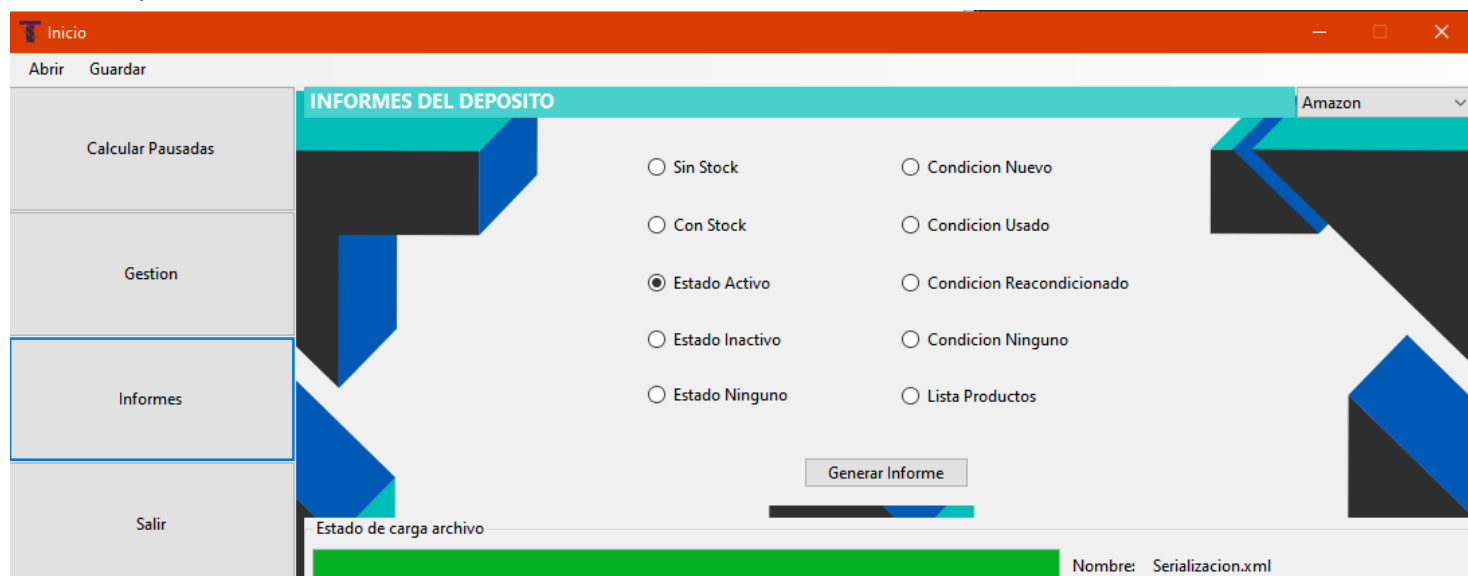 Inicio
Abrir Guardar
INFORMES DEL DEPOSITO
Amazon
Calcular Pausadas
Gestion
Informes
Salir
Sin Stock
Condicion Nuevo
Con Stock
Condicion Usado
Estado Activo
Condicion Reacondicionado
Estado Inactivo
Condicion Ninguno
Estado Ninguno
Lista Productos
Generar Informe
Estado de carga archivo
Nombre: Serializacion.xml